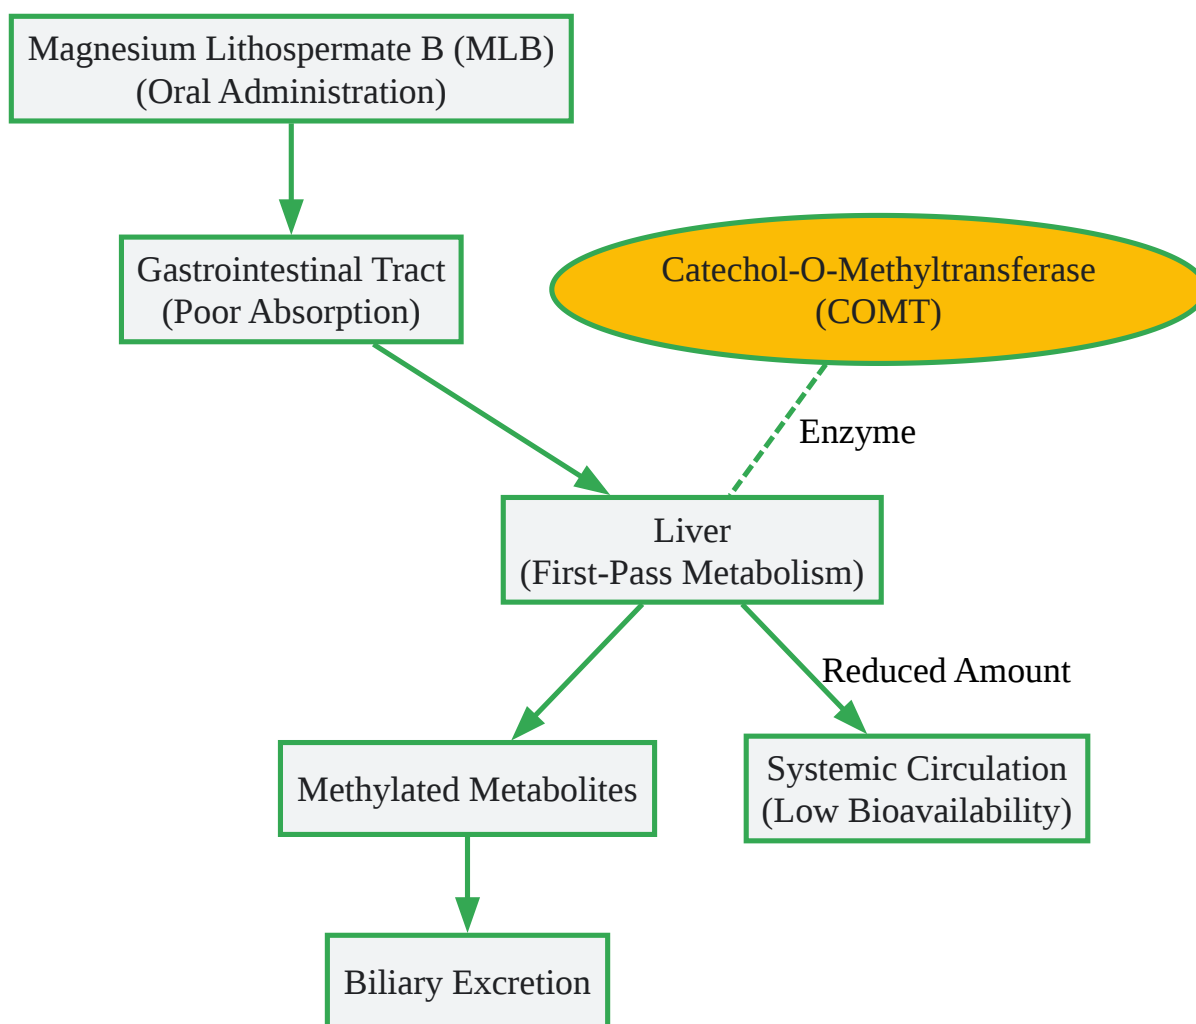 Magnesium Lithospermate B (MLB)
(Oral Administration)
Gastrointestinal Tract
(Poor Absorption)
Catechol-O-Methyltransferase
(COMT)
Enzyme
Liver
(First-Pass Metabolism)
Reduced Amount
Methylated Metabolites
Systemic Circulation
(Low Bioavailability)
Biliary Excretion